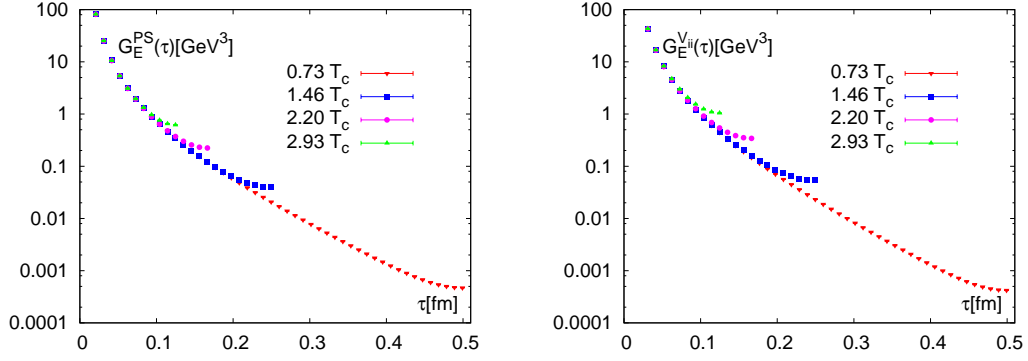 100
10
1
0.1
0.01
0.001
0.0001
G_E^PS(τ)[GeV^3]
0.73 T_c
1.46 T_c
2.20 T_c
2.93 T_c
τ[fm]
0 0.1 0.2 0.3 0.4 0.5
100
10
1
0.1
0.01
0.001
0.0001
G_E^V_ii(τ)[GeV^3]
0.73 T_c
1.46 T_c
2.20 T_c
2.93 T_c
τ[fm]
0 0.1 0.2 0.3 0.4 0.5